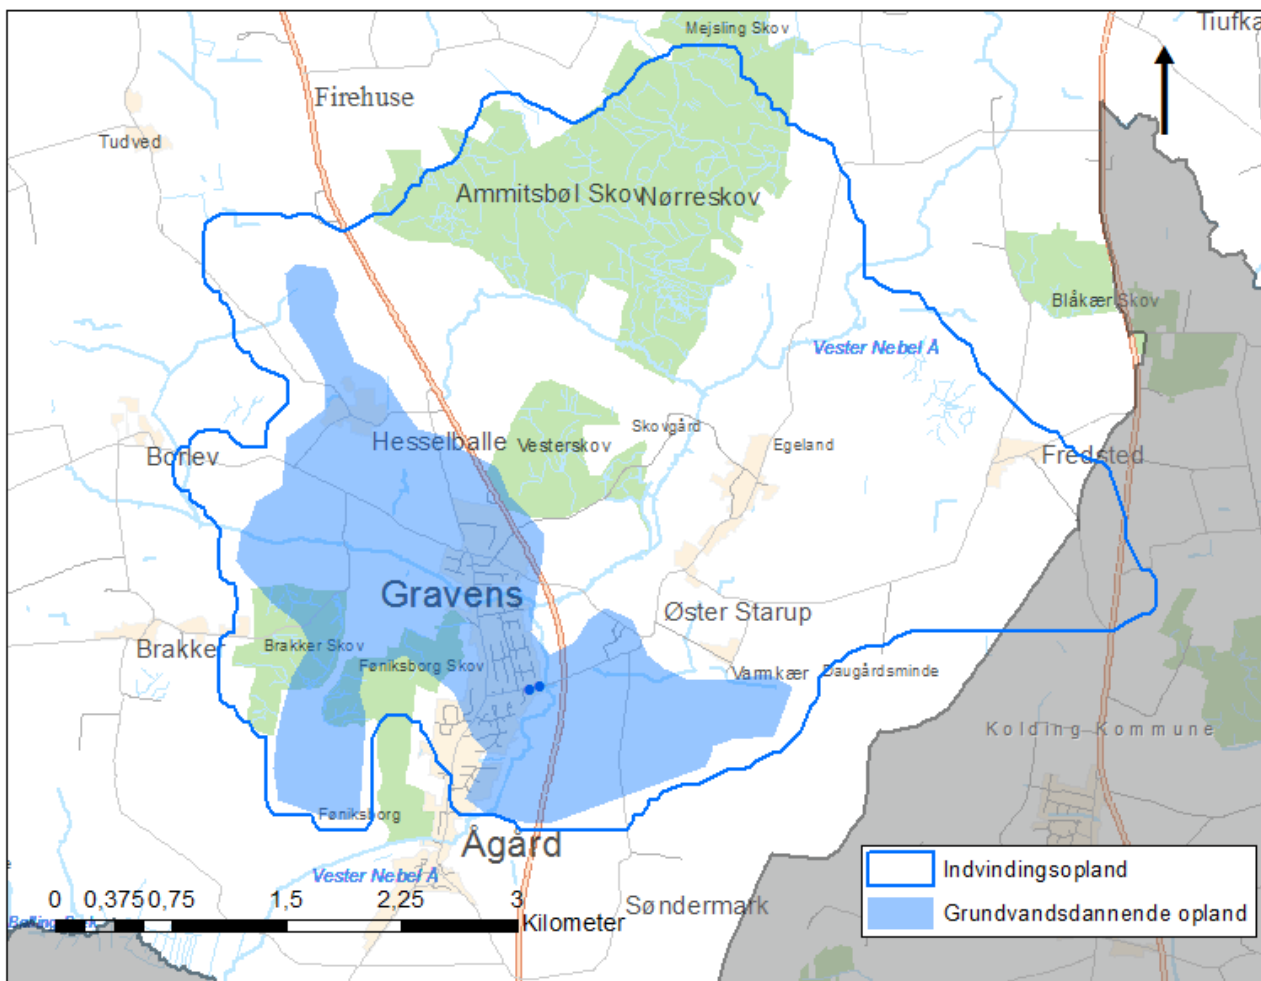 Mejsling Skov
Tiufka
Firehuse
Tudved
Ammitsbøl Skov
Nørreskov
Blåkær Skov
Vester Nebel Å
Skovgård
Hesselballe
Vesterskov
Egeland
Borlev
Fredsted
Gravens
Øster Starup
Brakker
Brakker Skov
Føniksborg Skov
Varmkær
Daugårdsminde
Kolding Kommune
Føniksborg
Ågård
Vester Nebel Å
Indvindingsopland
0 0,375 0,75 1,5 2,25 3
Kilometer
Søndermark
Grundvandsdannende opland